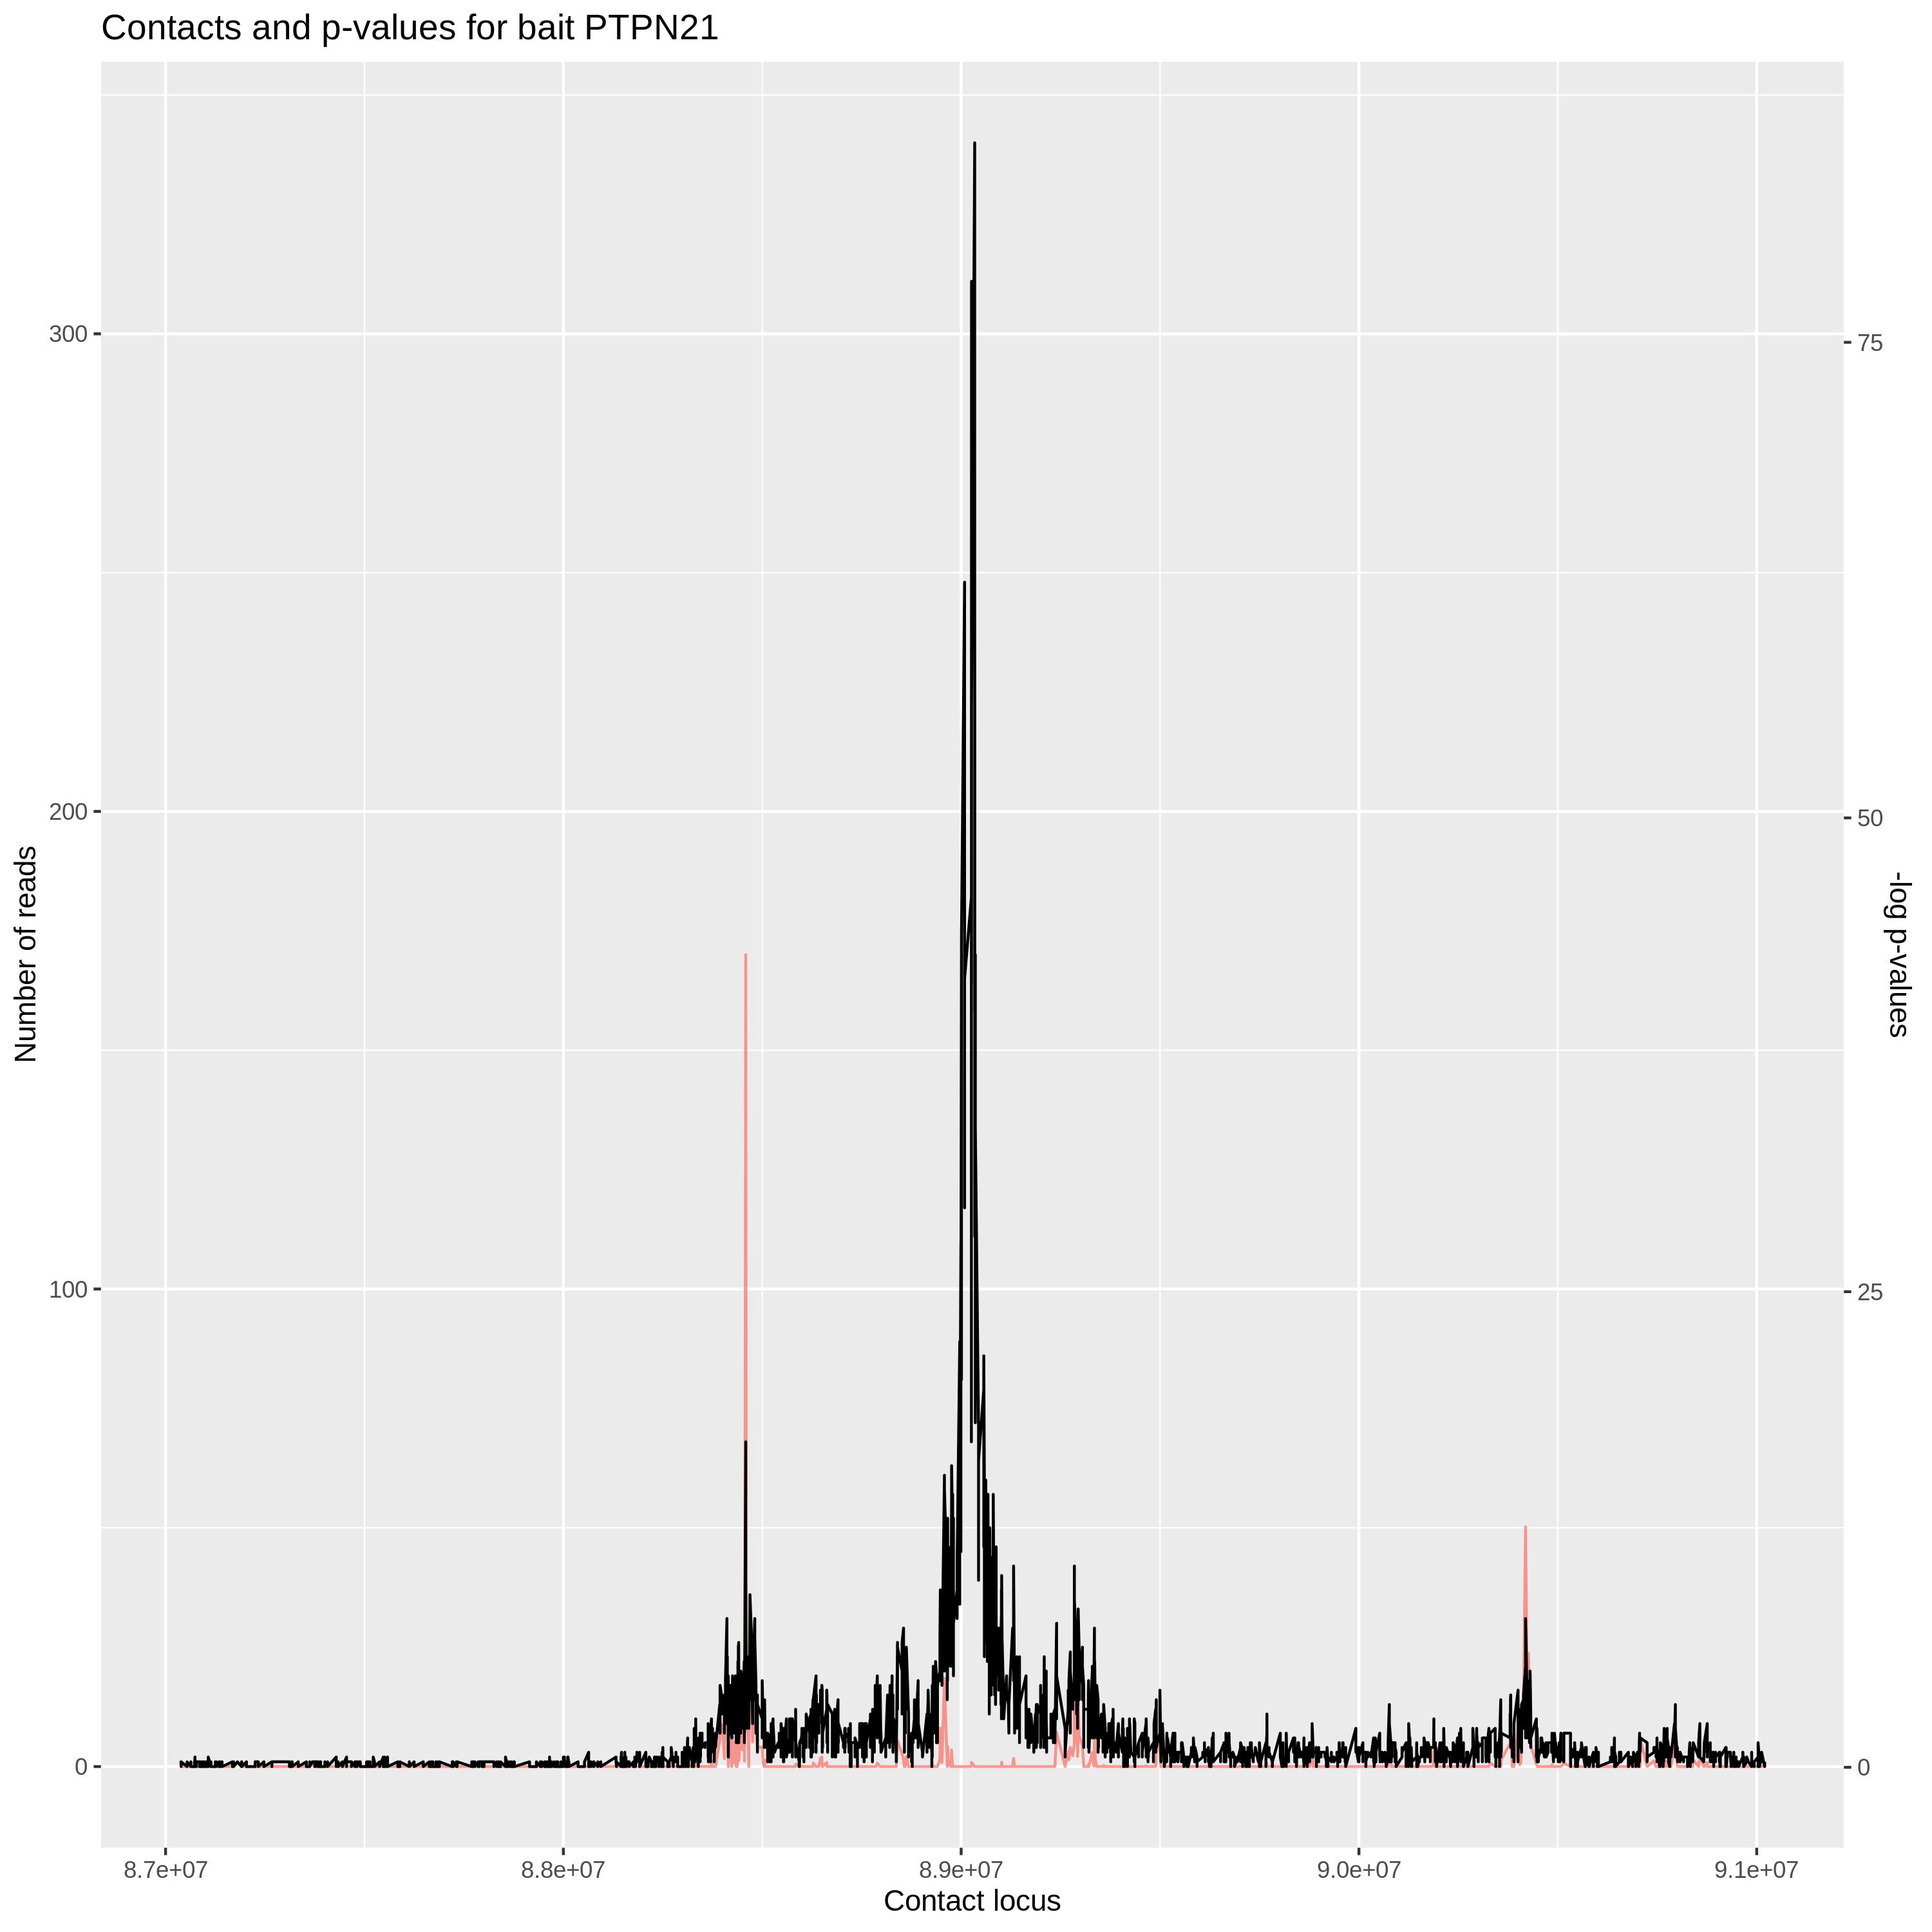 Contacts and p-values for bait PTPN21
300
200
100
0
Number of reads
75
50
25
0
-log p-values
8.7e+07
8.8e+07
8.9e+07
9.0e+07
9.1e+07
Contact locus